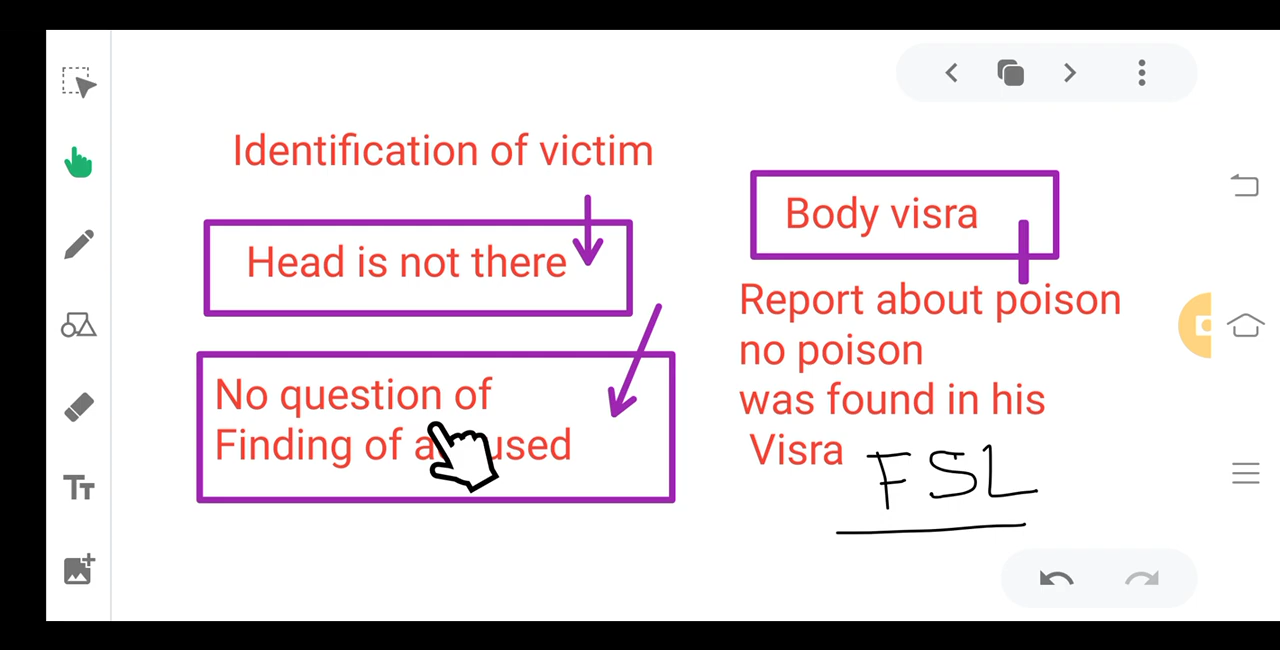 Identification of victim
Head is not there
No question of
Finding of
Body visra
Report about poison
no poison
was found in his
Visra
FSL